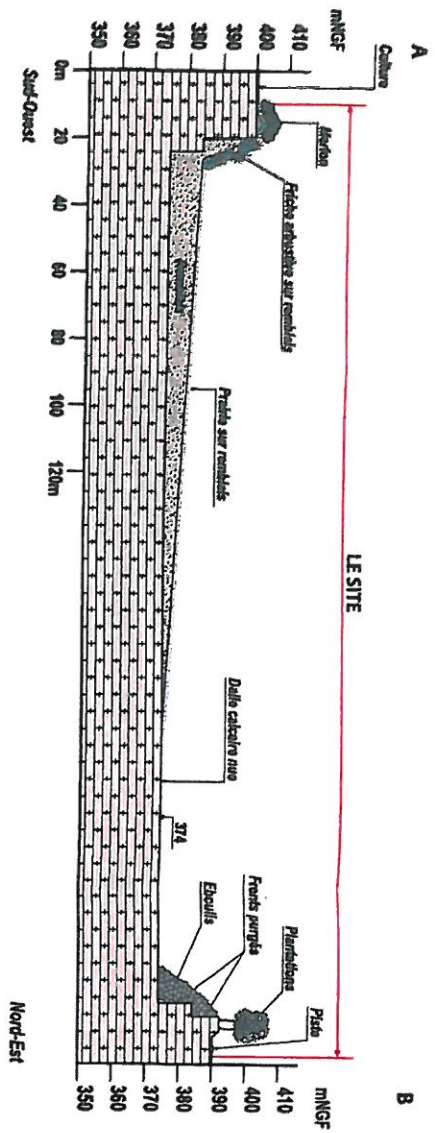 A
B
mNGF
410
400
390
380
370
360
350
Sud-Ouest
0m
20
40
60
80
100
120m
Culture
Merlon
Friche arbustive sur remblais
Prairie sur remblais
LE SITE
Dalle calcaire nue
374
Eboulis
Fronts purgés
Plantations
Piste
Nord-Est
mNGF
410
400
390
380
370
360
350